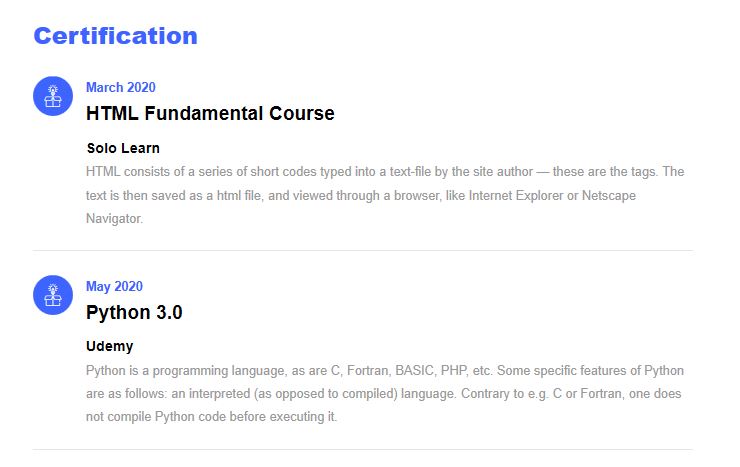 Certification
March 2020
HTML Fundamental Course
Solo Learn
HTML consists of a series of short codes typed into a text-file by the site author — these are the tags. The
text is then saved as a html file, and viewed through a browser, like Internet Explorer or Netscape
Navigator.
May 2020
Python 3.0
Udemy
Python is a programming language, as are C, Fortran, BASIC, PHP, etc. Some specific features of Python
are as follows: an interpreted (as opposed to compiled) language. Contrary to e.g. C or Fortran, one does
not compile Python code before executing it.